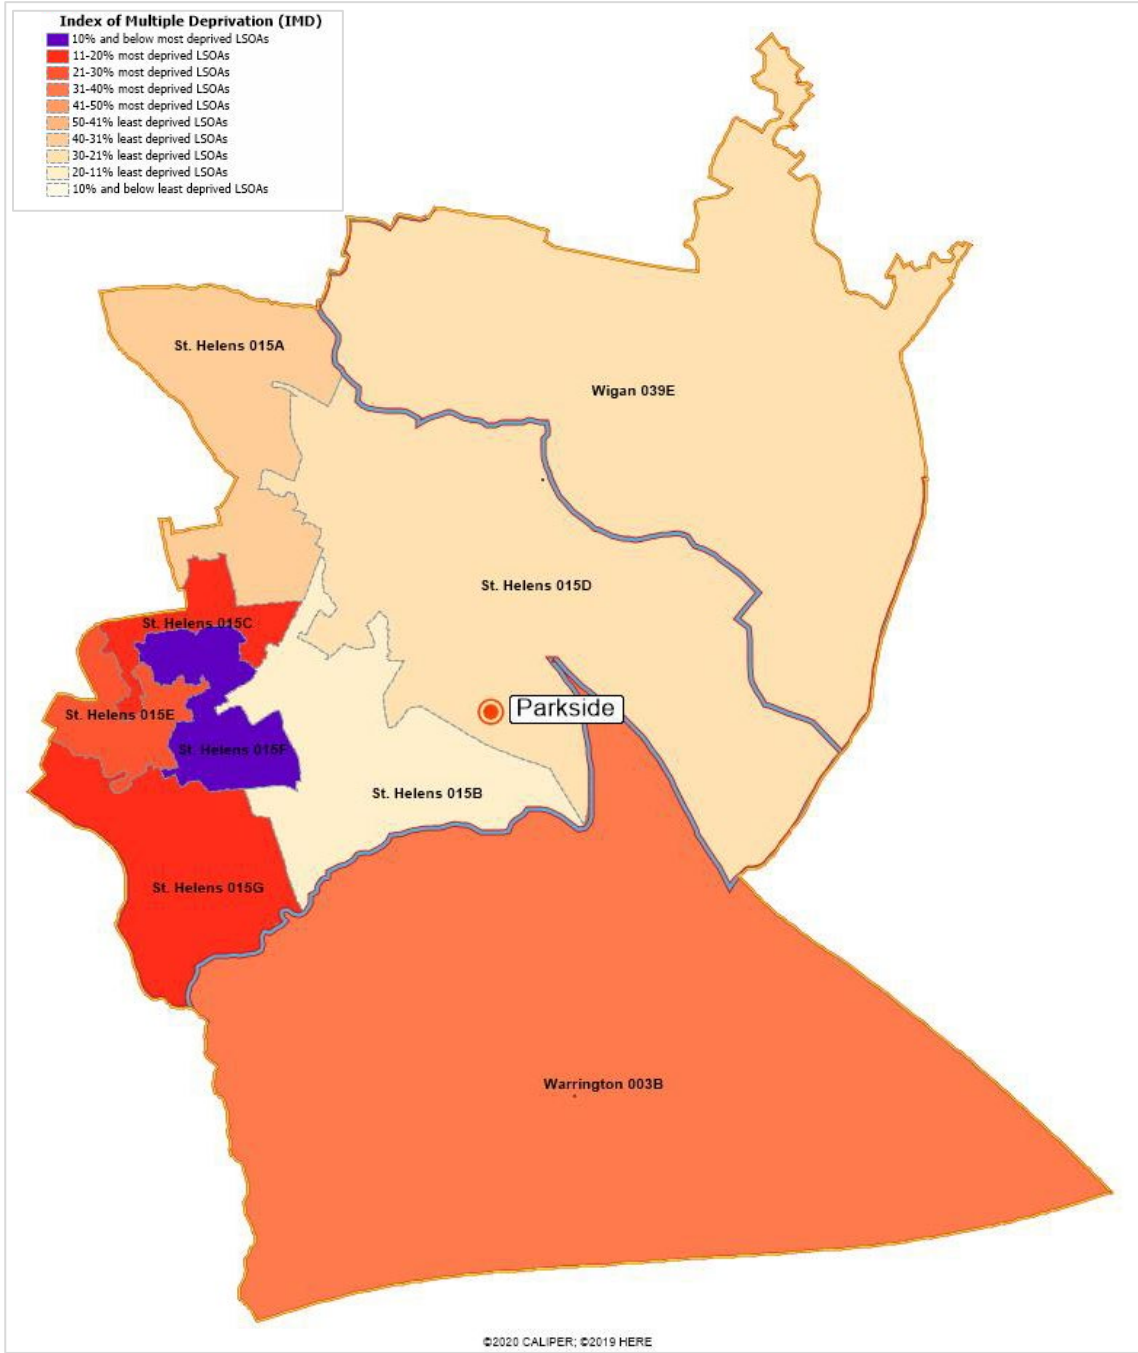 Index of Multiple Deprivation (IMD)
10% and below most deprived LSOAs
11-20% most deprived LSOAs
21-30% most deprived LSOAs
31-40% most deprived LSOAs
41-50% most deprived LSOAs
50-41% least deprived LSOAs
40-31% least deprived LSOAs
30-21% least deprived LSOAs
20-11% least deprived LSOAs
10% and below least deprived LSOAs
St. Helens 015A
Wigan 039E
St. Helens 015D
St. Helens 015C
Parkside
St. Helens 015E
St. Helens 015F
St. Helens 015B
St. Helens 015G
Warrington 003B
©2020 CALIPER; ©2019 HERE